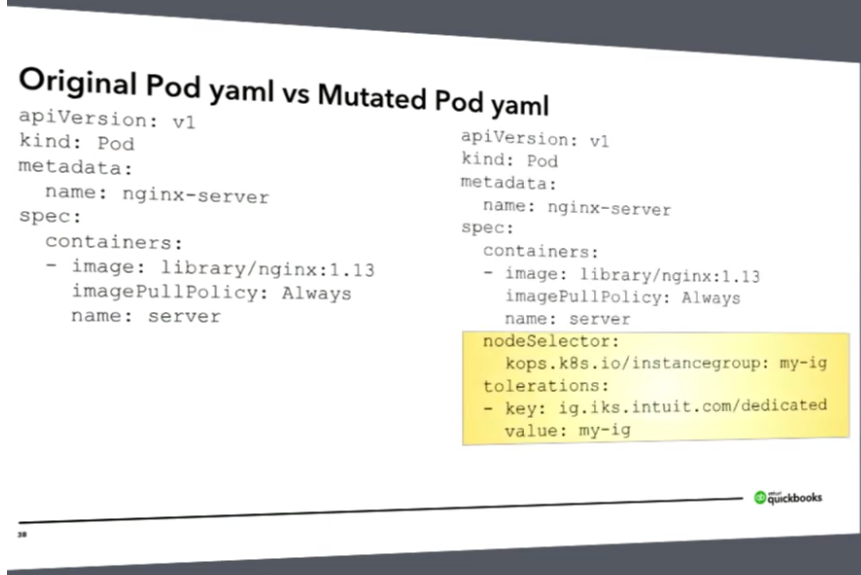 Original Pod yaml vs Mutated Pod yaml
apiVersion: v1
kind: Pod
metadata:
  name: nginx-server
spec:
  containers:
  - image: library/nginx:1.13
    imagePullPolicy: Always
    name: server
apiVersion: v1
kind: Pod
metadata:
  name: nginx-server
spec:
  containers:
  - image: library/nginx:1.13
    imagePullPolicy: Always
    name: server
  nodeSelector:
    kops.k8s.io/instancegroup: my-ig
  tolerations:
  - key: ig.iks.intuit.com/dedicated
    value: my-ig
quickbooks
38